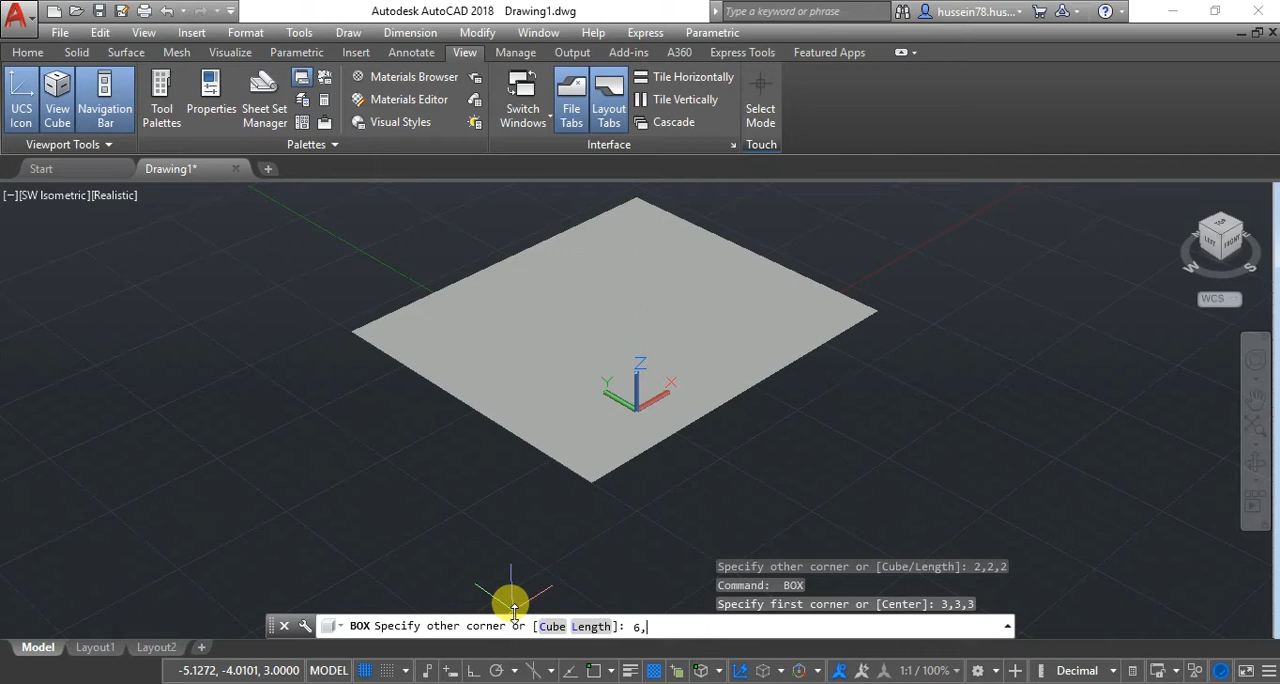 Autodesk AutoCAD 2018 Drawing1.dwg
Type a keyword or phrase
hussein78.hus...
File Edit View Insert Format Tools Draw Dimension Modify Window Help Express Parametric
Home Solid Surface Mesh Visualize Parametric Insert Annotate View Manage Output Add-ins A360 Express Tools Featured Apps
UCS Icon
View Cube
Navigation Bar
Viewport Tools
Tool Palettes
Properties
Sheet Set Manager
Materials Browser
Materials Editor
Visual Styles
Palettes
Switch Windows
File Tabs
Layout Tabs
Tile Horizontally
Tile Vertically
Cascade
Interface
Select Mode
Touch
Start
Drawing1*
[−][SW Isometric][Realistic]
TOP
LEFT
FRONT
W
S
WCS
Z
Y
X
Specify other corner or [Cube/Length]: 2,2,2
Command: BOX
Specify first corner or [Center]: 3,3,3
BOX Specify other corner or [Cube Length]: 6,
Model Layout1 Layout2
-5.1272, -4.0101, 3.0000 MODEL
1:1 / 100%
Decimal